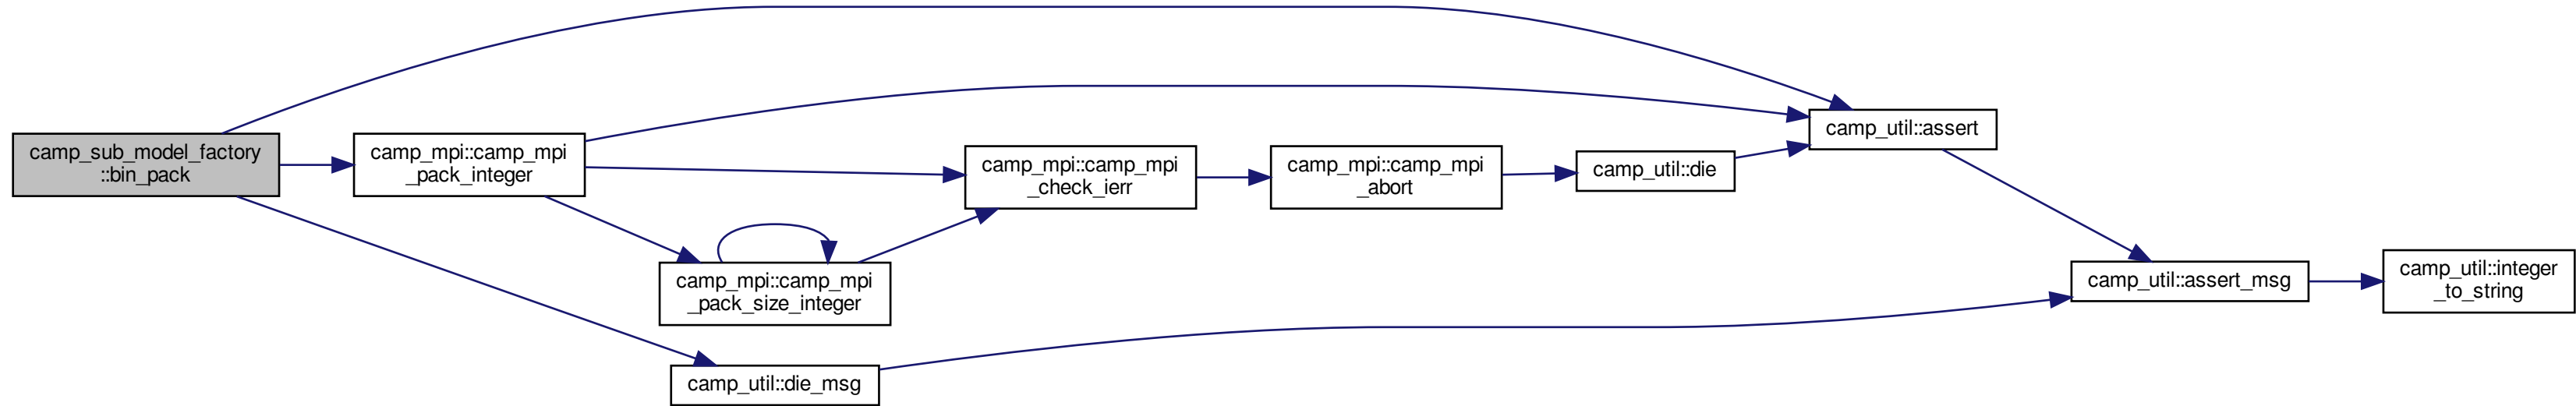 camp_sub_model_factory
::bin_pack
camp_mpi::camp_mpi
_pack_integer
camp_mpi::camp_mpi
_pack_size_integer
camp_util::die_msg
camp_mpi::camp_mpi
_check_ierr
camp_mpi::camp_mpi
_abort
camp_util::die
camp_util::assert
camp_util::assert_msg
camp_util::integer
_to_string